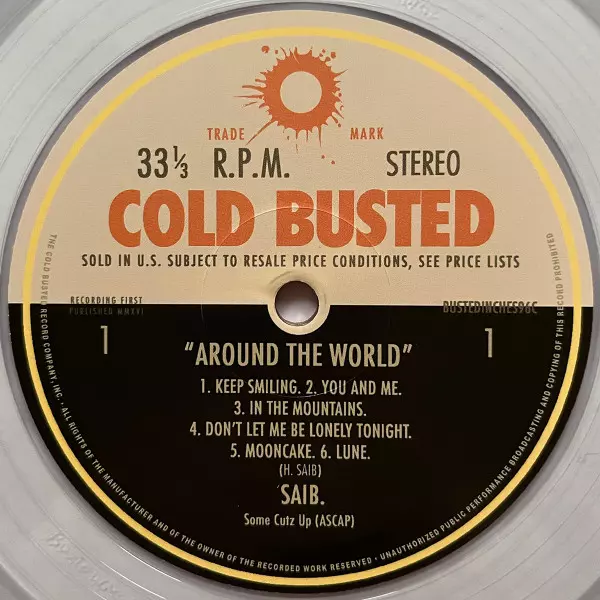 TRADE MARK
33⅓ R.P.M. STEREO
COLD BUSTED
SOLD IN U.S. SUBJECT TO RESALE PRICE CONDITIONS, SEE PRICE LISTS
RECORDING FIRST
PUBLISHED MMXVI
BUSTEDINCHES96C
1 1
"AROUND THE WORLD"
1. KEEP SMILING. 2. YOU AND ME.
3. IN THE MOUNTAINS.
4. DON'T LET ME BE LONELY TONIGHT.
5. MOONCAKE. 6. LUNE.
(H. SAIB)
SAIB.
Some Cutz Up (ASCAP)
THE COLD BUSTED RECORD COMPANY, INC. • ALL RIGHTS OF THE MANUFACTURER AND OF THE OWNER OF THE RECORDED WORK RESERVED • UNAUTHORIZED PUBLIC PERFORMANCE BROADCASTING AND COPYING OF THIS RECORD PROHIBITED